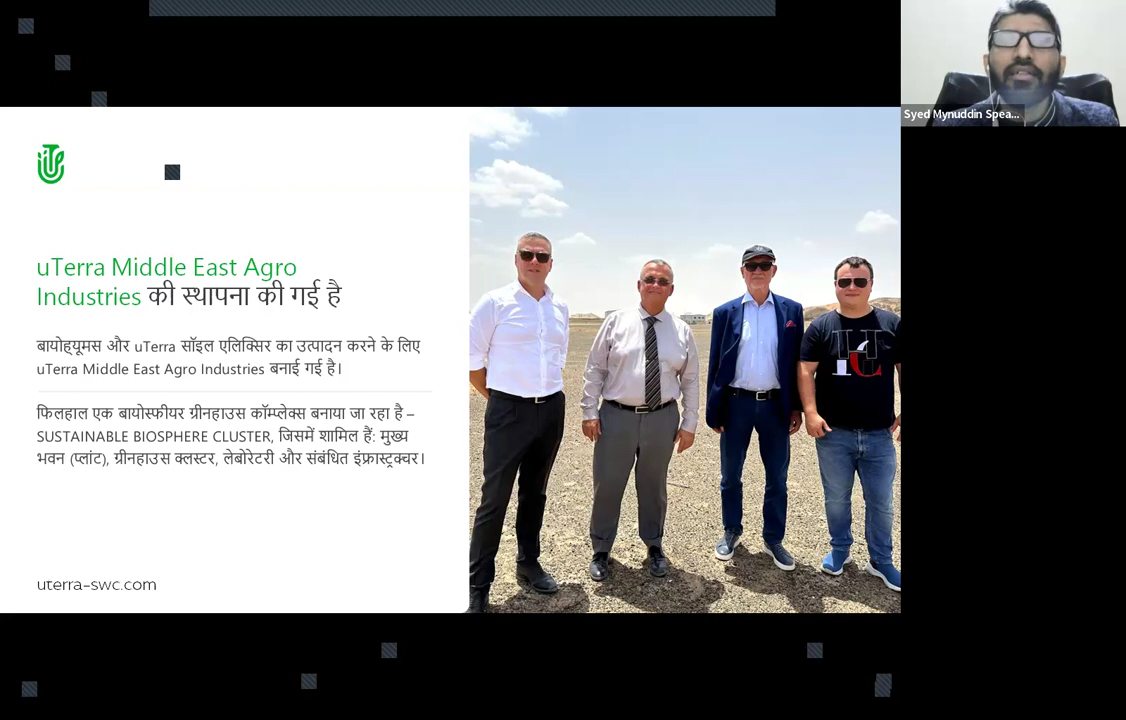 Syed Mynuddin Spea...
uTerra Middle East Agro
Industries की स्थापना की गई है
बायोह्यूमस और uTerra सॉइल एलिक्सिर का उत्पादन करने के लिए
uTerra Middle East Agro Industries बनाई गई है।
फिलहाल एक बायोस्फीयर ग्रीनहाउस कॉम्प्लेक्स बनाया जा रहा है –
SUSTAINABLE BIOSPHERE CLUSTER, जिसमें शामिल हैं: मुख्य
भवन (प्लांट), ग्रीनहाउस क्लस्टर, लेबोरेटरी और संबंधित इंफ्रास्ट्रक्चर।
uterra-swc.com